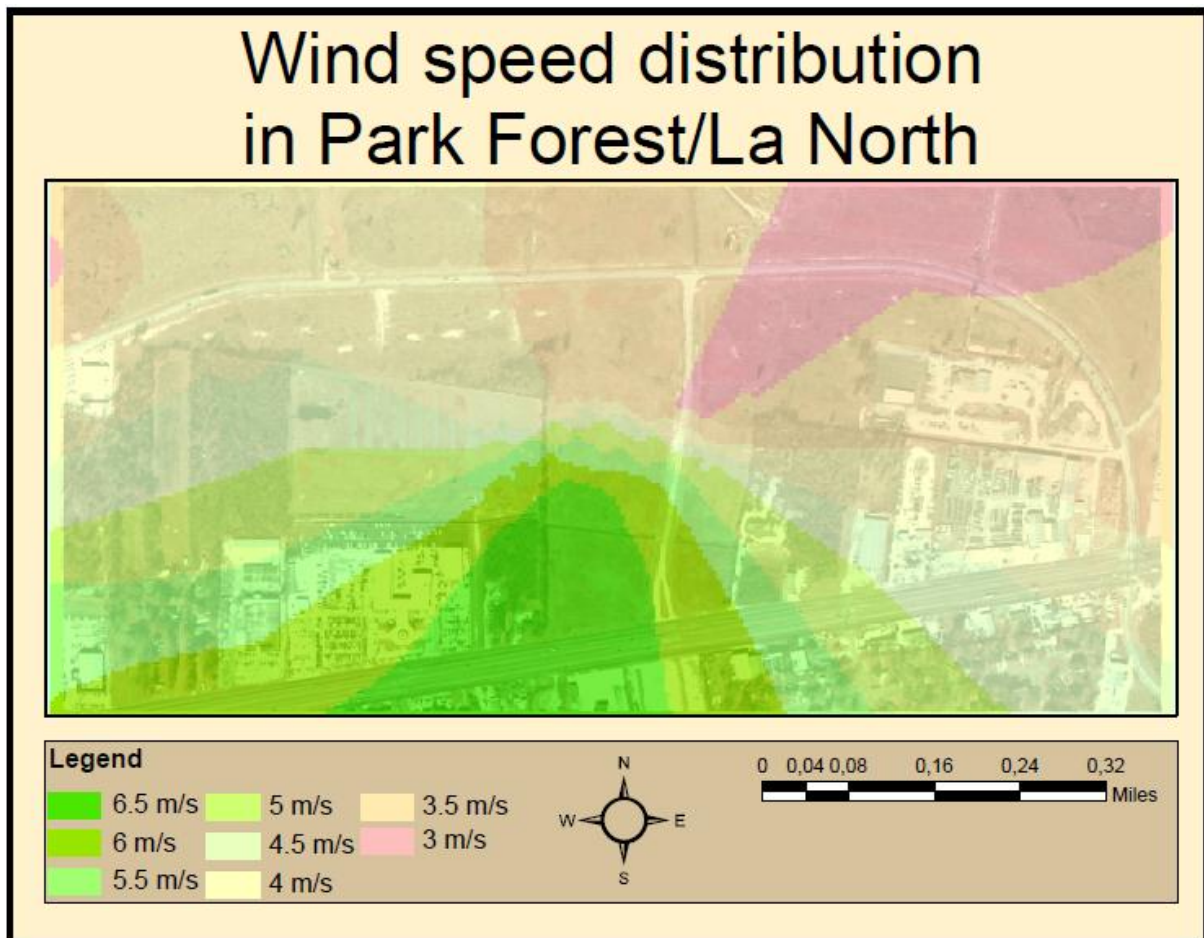 Wind speed distribution
in Park Forest/La North
Legend
6.5 m/s 5 m/s 3.5 m/s
6 m/s 4.5 m/s 3 m/s
5.5 m/s 4 m/s
N
W E
S
0 0,04 0,08 0,16 0,24 0,32
Miles